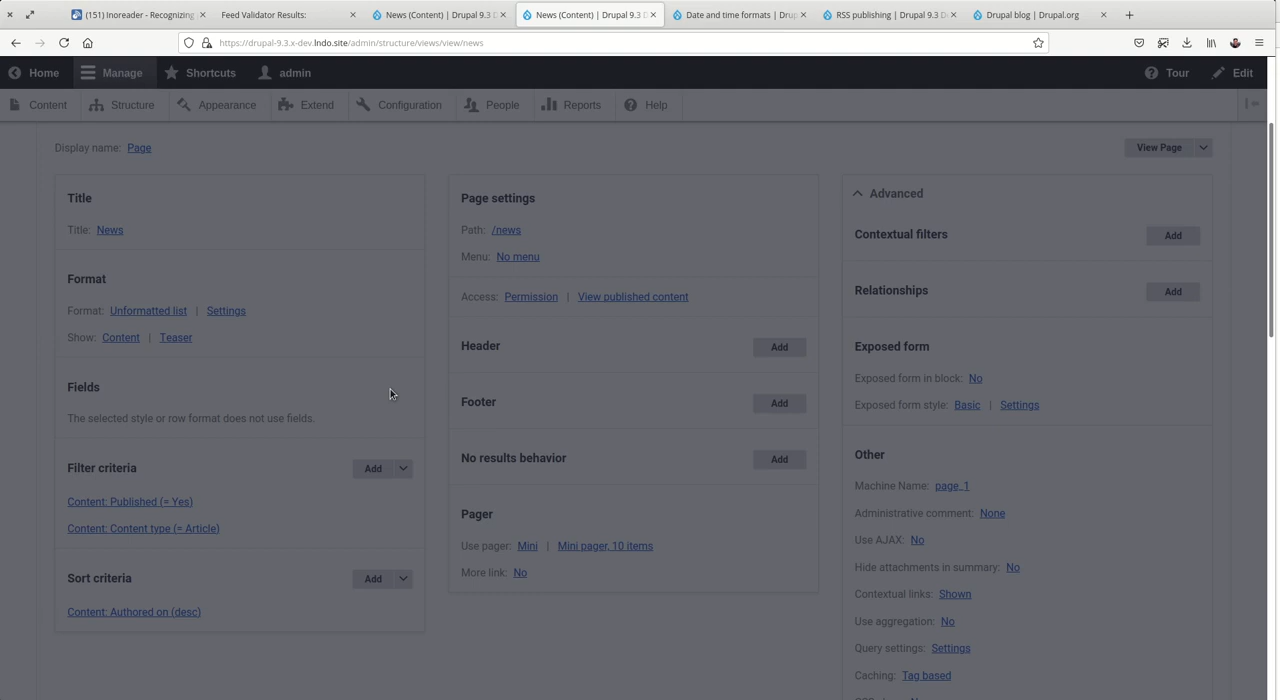 (151) Inoreader - Recognizing
Feed Validator Results:
News (Content) | Drupal 9.3 D
News (Content) | Drupal 9.3 D
Date and time formats | Drup
RSS publishing | Drupal 9.3 De
Drupal blog | Drupal.org
https://drupal-9.3.x-dev.lndo.site/admin/structure/views/view/news
Home
Manage
Shortcuts
admin
Tour
Edit
Content
Structure
Appearance
Extend
Configuration
People
Reports
Help
Display name: Page
View Page
Title
Title: News
Format
Format: Unformatted list | Settings
Show: Content | Teaser
Fields
The selected style or row format does not use fields.
Filter criteria
Add
Content: Published (= Yes)
Content: Content type (= Article)
Sort criteria
Add
Content: Authored on (desc)
Page settings
Path: /news
Menu: No menu
Access: Permission | View published content
Header
Add
Footer
Add
No results behavior
Add
Pager
Use pager: Mini | Mini pager, 10 items
More link: No
Advanced
Contextual filters
Add
Relationships
Add
Exposed form
Exposed form in block: No
Exposed form style: Basic | Settings
Other
Machine Name: page_1
Administrative comment: None
Use AJAX: No
Hide attachments in summary: No
Contextual links: Shown
Use aggregation: No
Query settings: Settings
Caching: Tag based